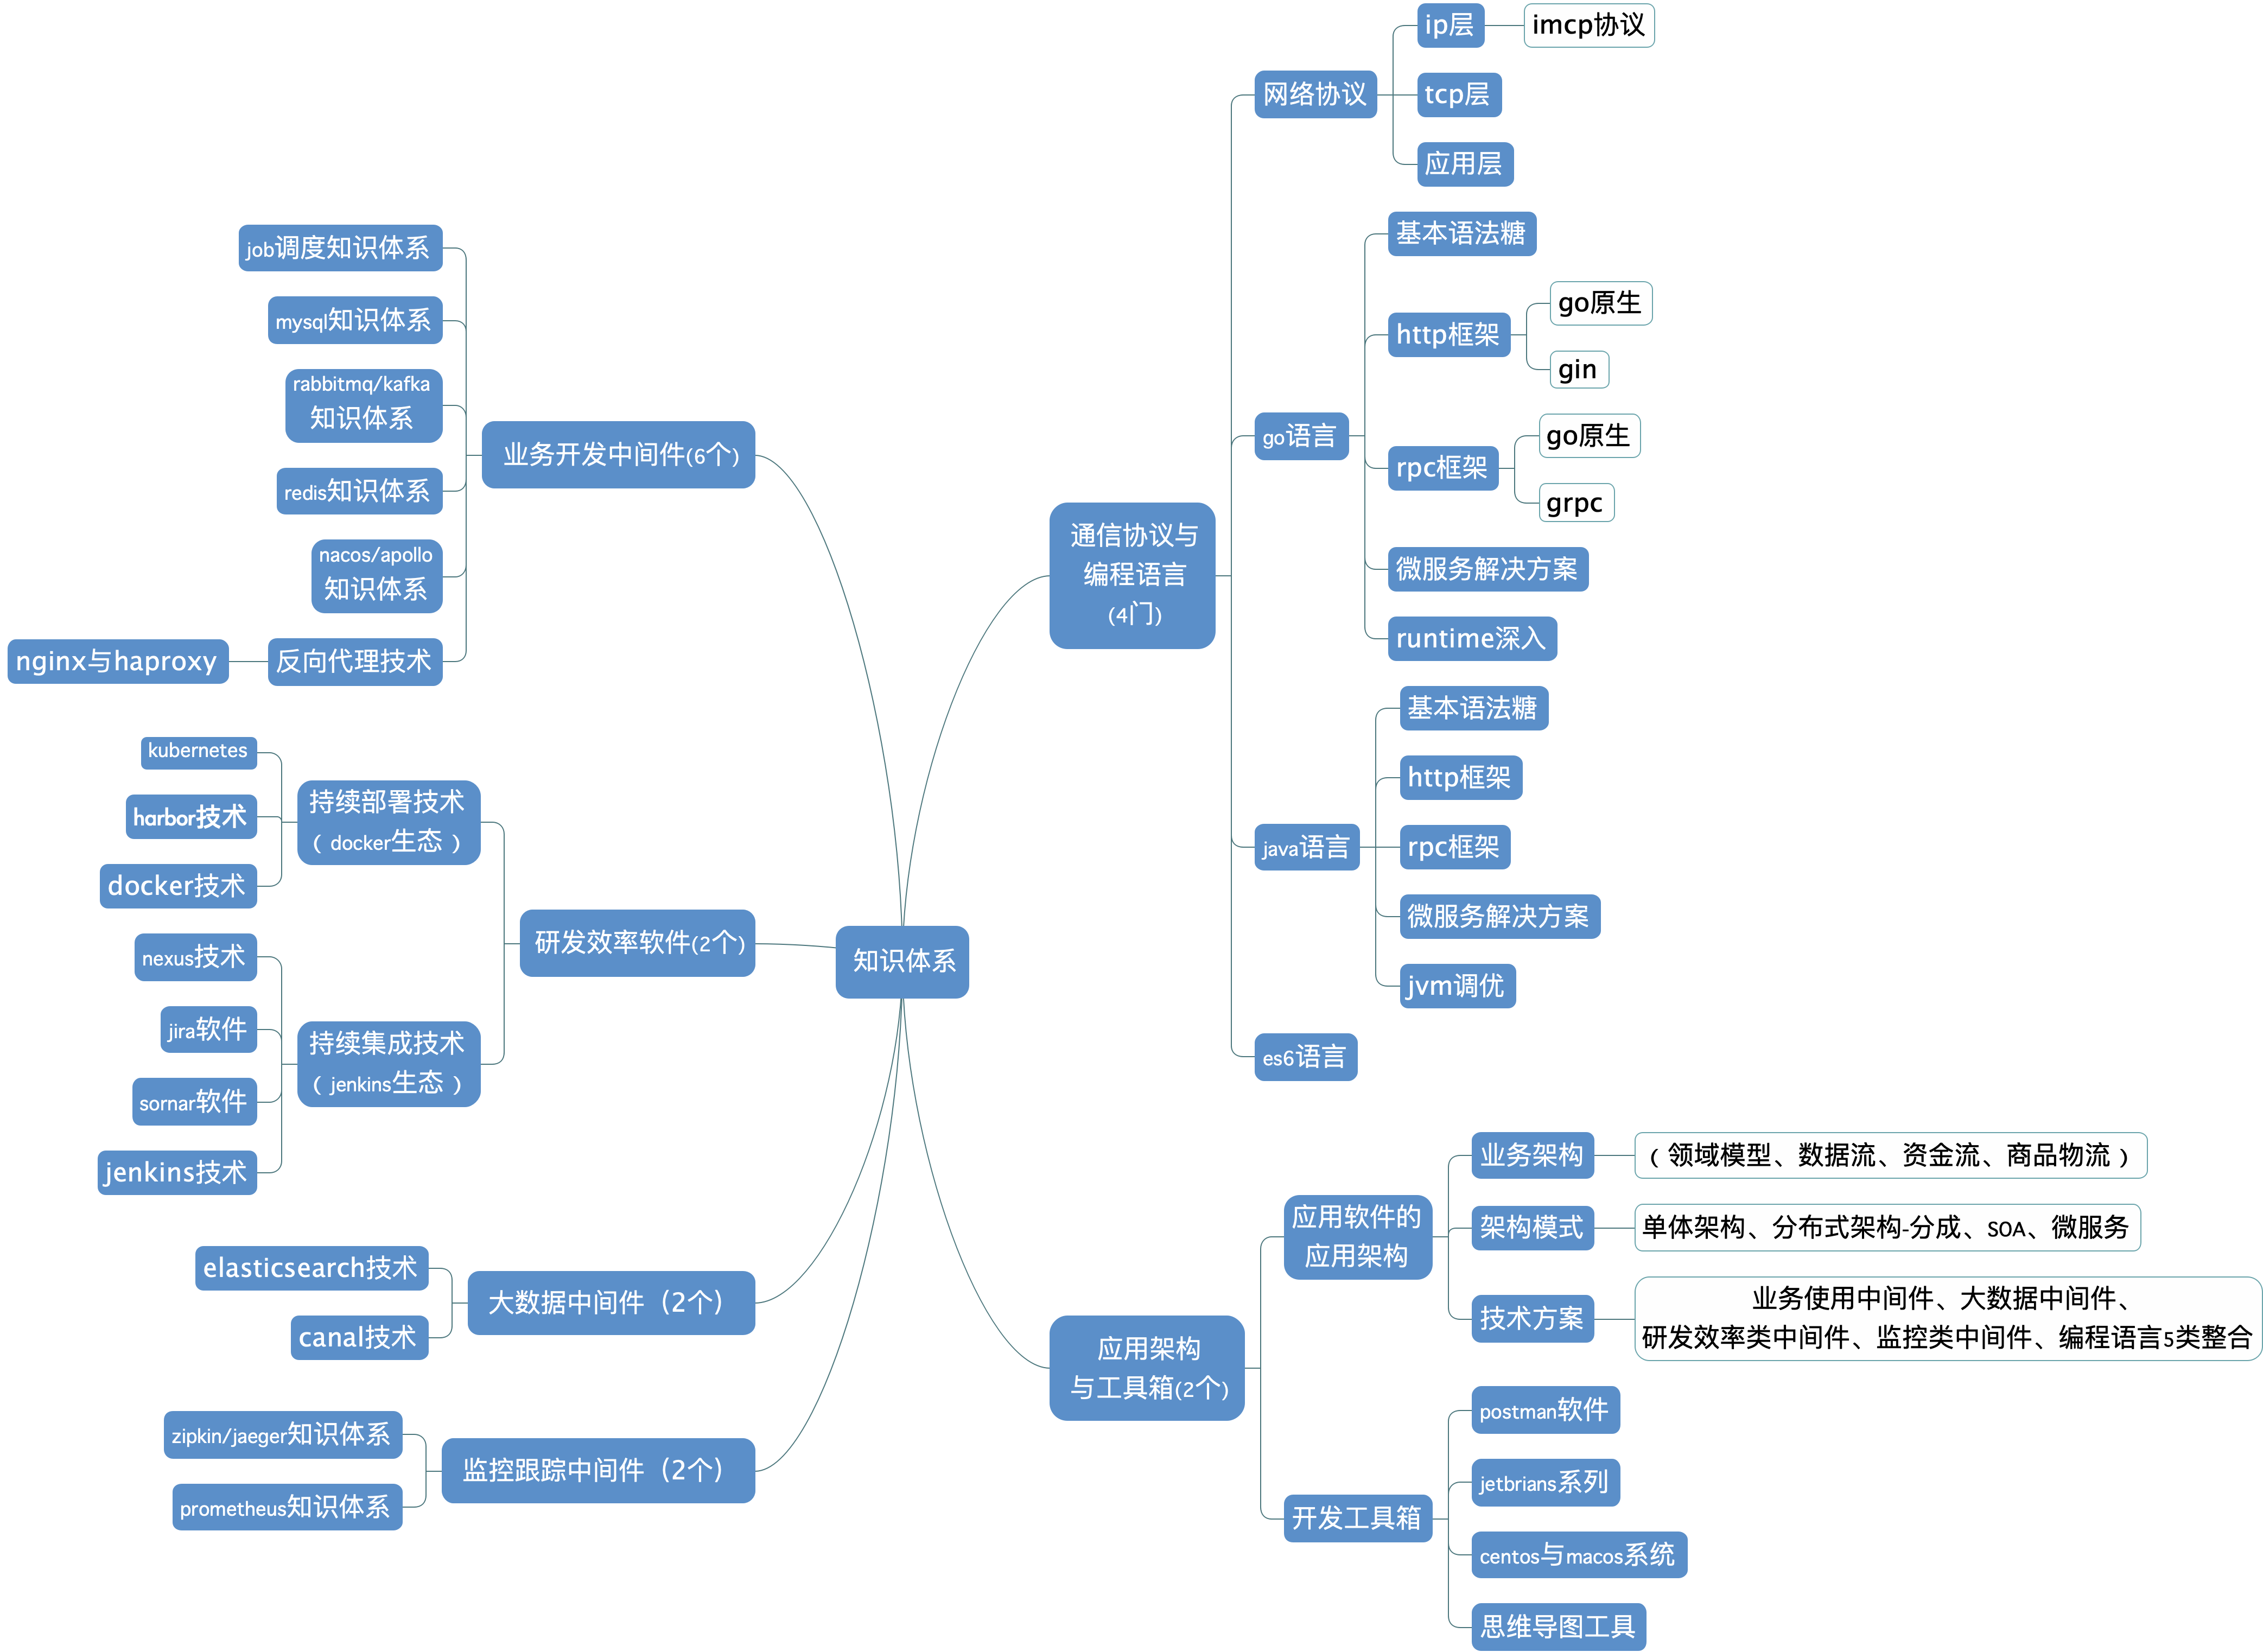 知识体系
通信协议与
编程语言
(4门)
网络协议
ip层
imcp协议
tcp层
应用层
go语言
基本语法糖
http框架
go原生
gin
rpc框架
go原生
grpc
微服务解决方案
runtime深入
java语言
基本语法糖
http框架
rpc框架
微服务解决方案
jvm调优
es6语言
应用架构
与工具箱(2个)
应用软件的
应用架构
业务架构
（领域模型、数据流、资金流、商品物流）
架构模式
单体架构、分布式架构-分成、SOA、微服务
技术方案
业务使用中间件、大数据中间件、
研发效率类中间件、监控类中间件、编程语言5类整合
开发工具箱
postman软件
jetbrians系列
centos与macos系统
思维导图工具
业务开发中间件(6个)
job调度知识体系
mysql知识体系
rabbitmq/kafka
知识体系
redis知识体系
nacos/apollo
知识体系
反向代理技术
nginx与haproxy
研发效率软件(2个)
持续部署技术
（docker生态）
kubernetes
harbor技术
docker技术
持续集成技术
（jenkins生态）
nexus技术
jira软件
sornar软件
jenkins技术
大数据中间件（2个）
elasticsearch技术
canal技术
监控跟踪中间件（2个）
zipkin/jaeger知识体系
prometheus知识体系